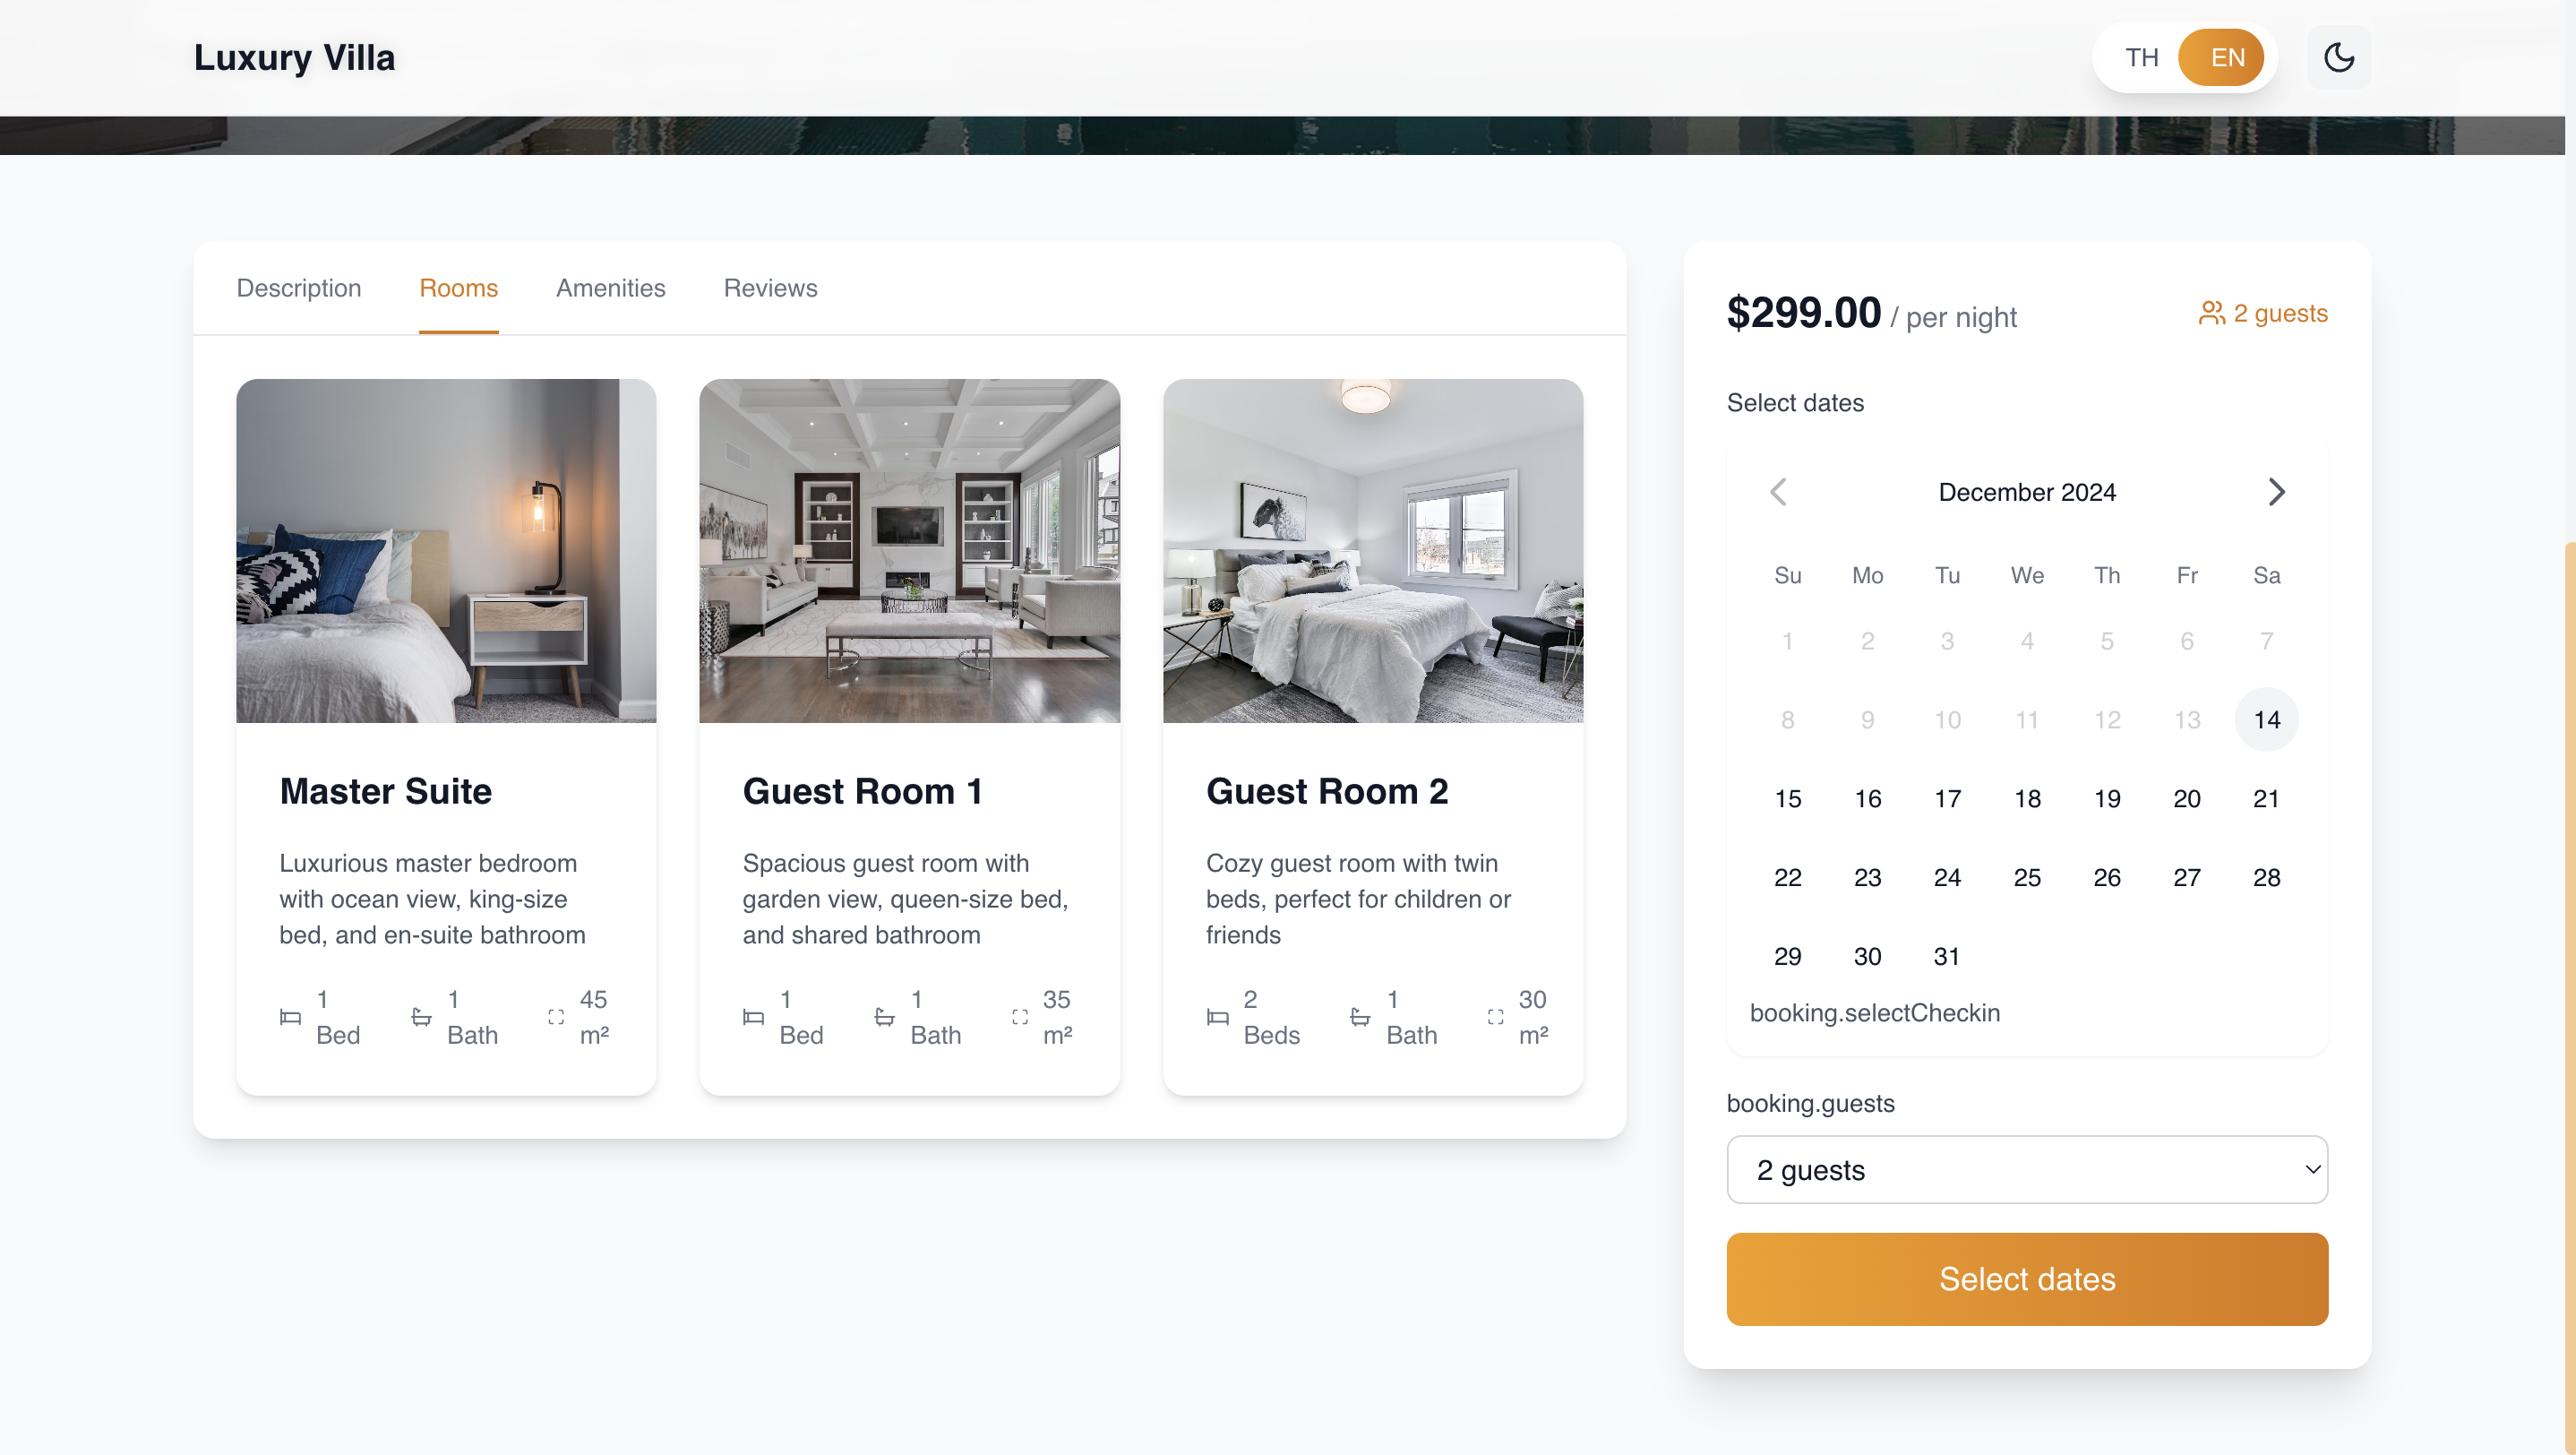 Luxury Villa
TH EN
Description Rooms Amenities Reviews
Master Suite
Luxurious master bedroom
with ocean view, king-size
bed, and en-suite bathroom
1
Bed
1
Bath
45
m²
Guest Room 1
Spacious guest room with
garden view, queen-size bed,
and shared bathroom
1
Bed
1
Bath
35
m²
Guest Room 2
Cozy guest room with twin
beds, perfect for children or
friends
2
Beds
1
Bath
30
m²
$299.00 / per night 2 guests
Select dates
December 2024
Su Mo Tu We Th Fr Sa
1 2 3 4 5 6 7
8 9 10 11 12 13 14
15 16 17 18 19 20 21
22 23 24 25 26 27 28
29 30 31
booking.selectCheckin
booking.guests
2 guests
Select dates